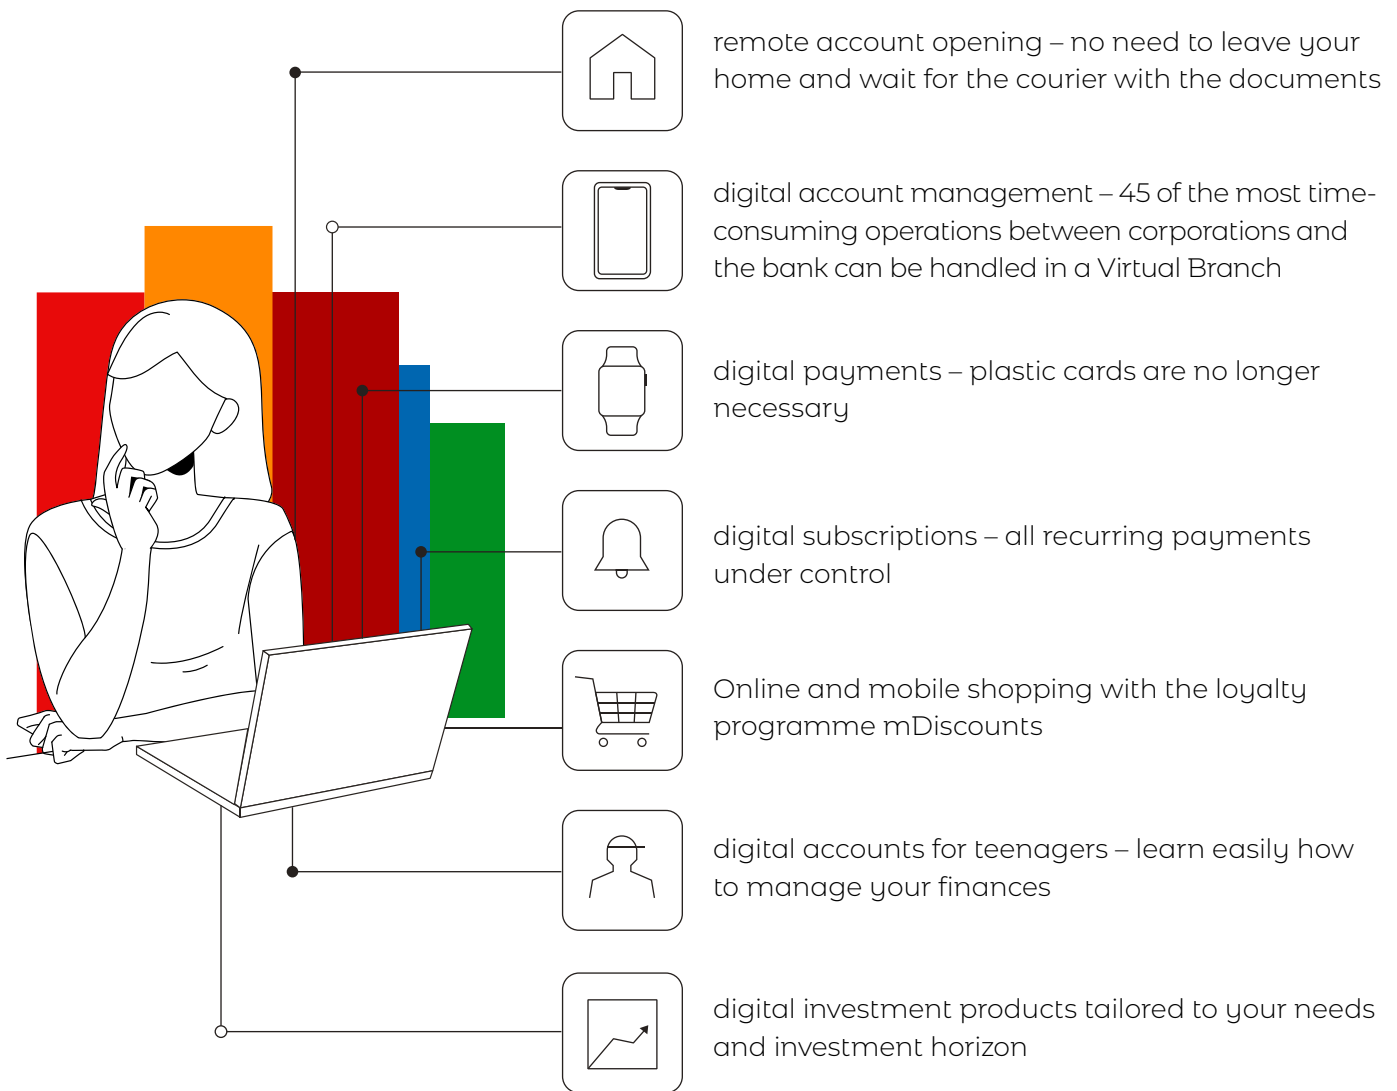 remote account opening – no need to leave your
home and wait for the courier with the documents
digital account management – 45 of the most time-
consuming operations between corporations and
the bank can be handled in a Virtual Branch
digital payments – plastic cards are no longer
necessary
digital subscriptions – all recurring payments
under control
Online and mobile shopping with the loyalty
programme mDiscounts
digital accounts for teenagers – learn easily how
to manage your finances
digital investment products tailored to your needs
and investment horizon